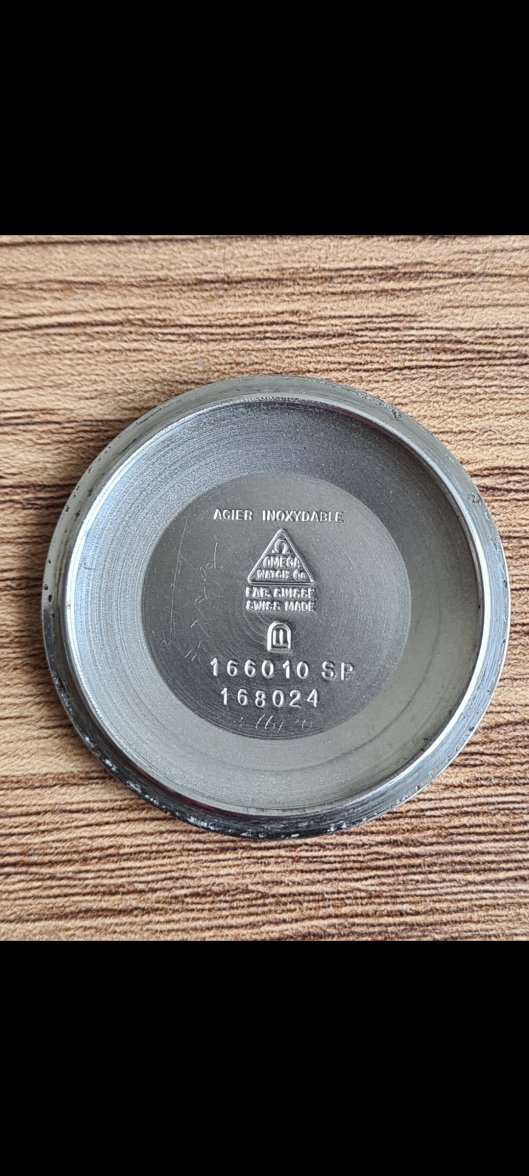 ACIER INOXYDABLE
Ω
OMEGA
WATCH Co
FAB. SUISSE
SWISS MADE
166010 SP
168024